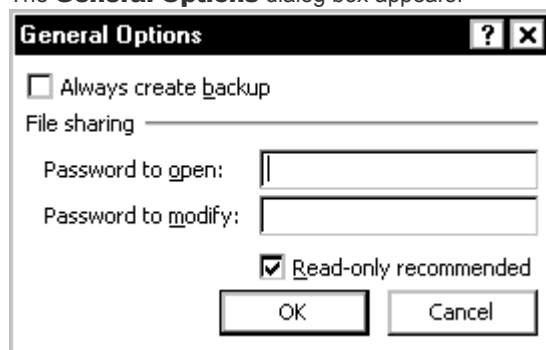 The General Options dialog box appears.
General Options
Always create backup
File sharing
Password to open:
Password to modify:
Read-only recommended
OK
Cancel